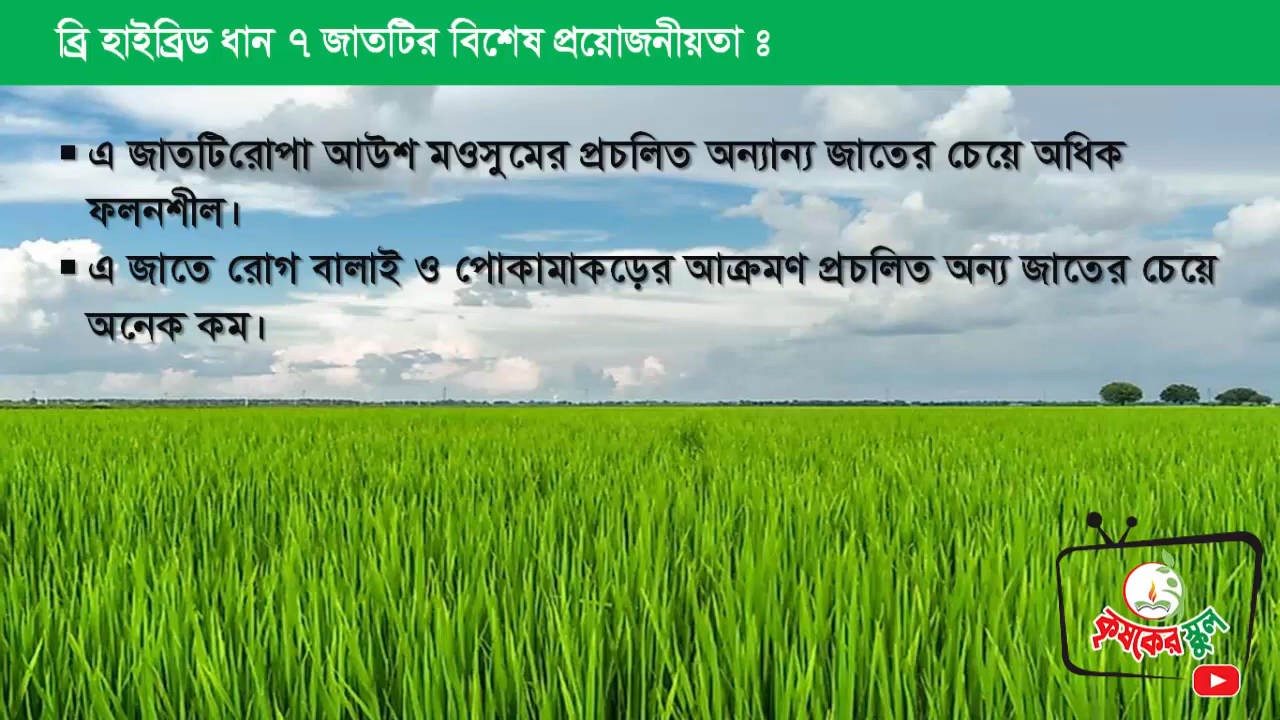 ব্রি হাইব্রিড ধান ৭ জাতটির বিশেষ প্রয়োজনীয়তা ঃ
▪ এ জাতটিরোপা আউশ মওসুমের প্রচলিত অন্যান্য জাতের চেয়ে অধিক
ফলনশীল।
▪ এ জাতে রোগ বালাই ও পোকামাকড়ের আক্রমণ প্রচলিত অন্য জাতের চেয়ে
অনেক কম।
কৃষকের স্কুল